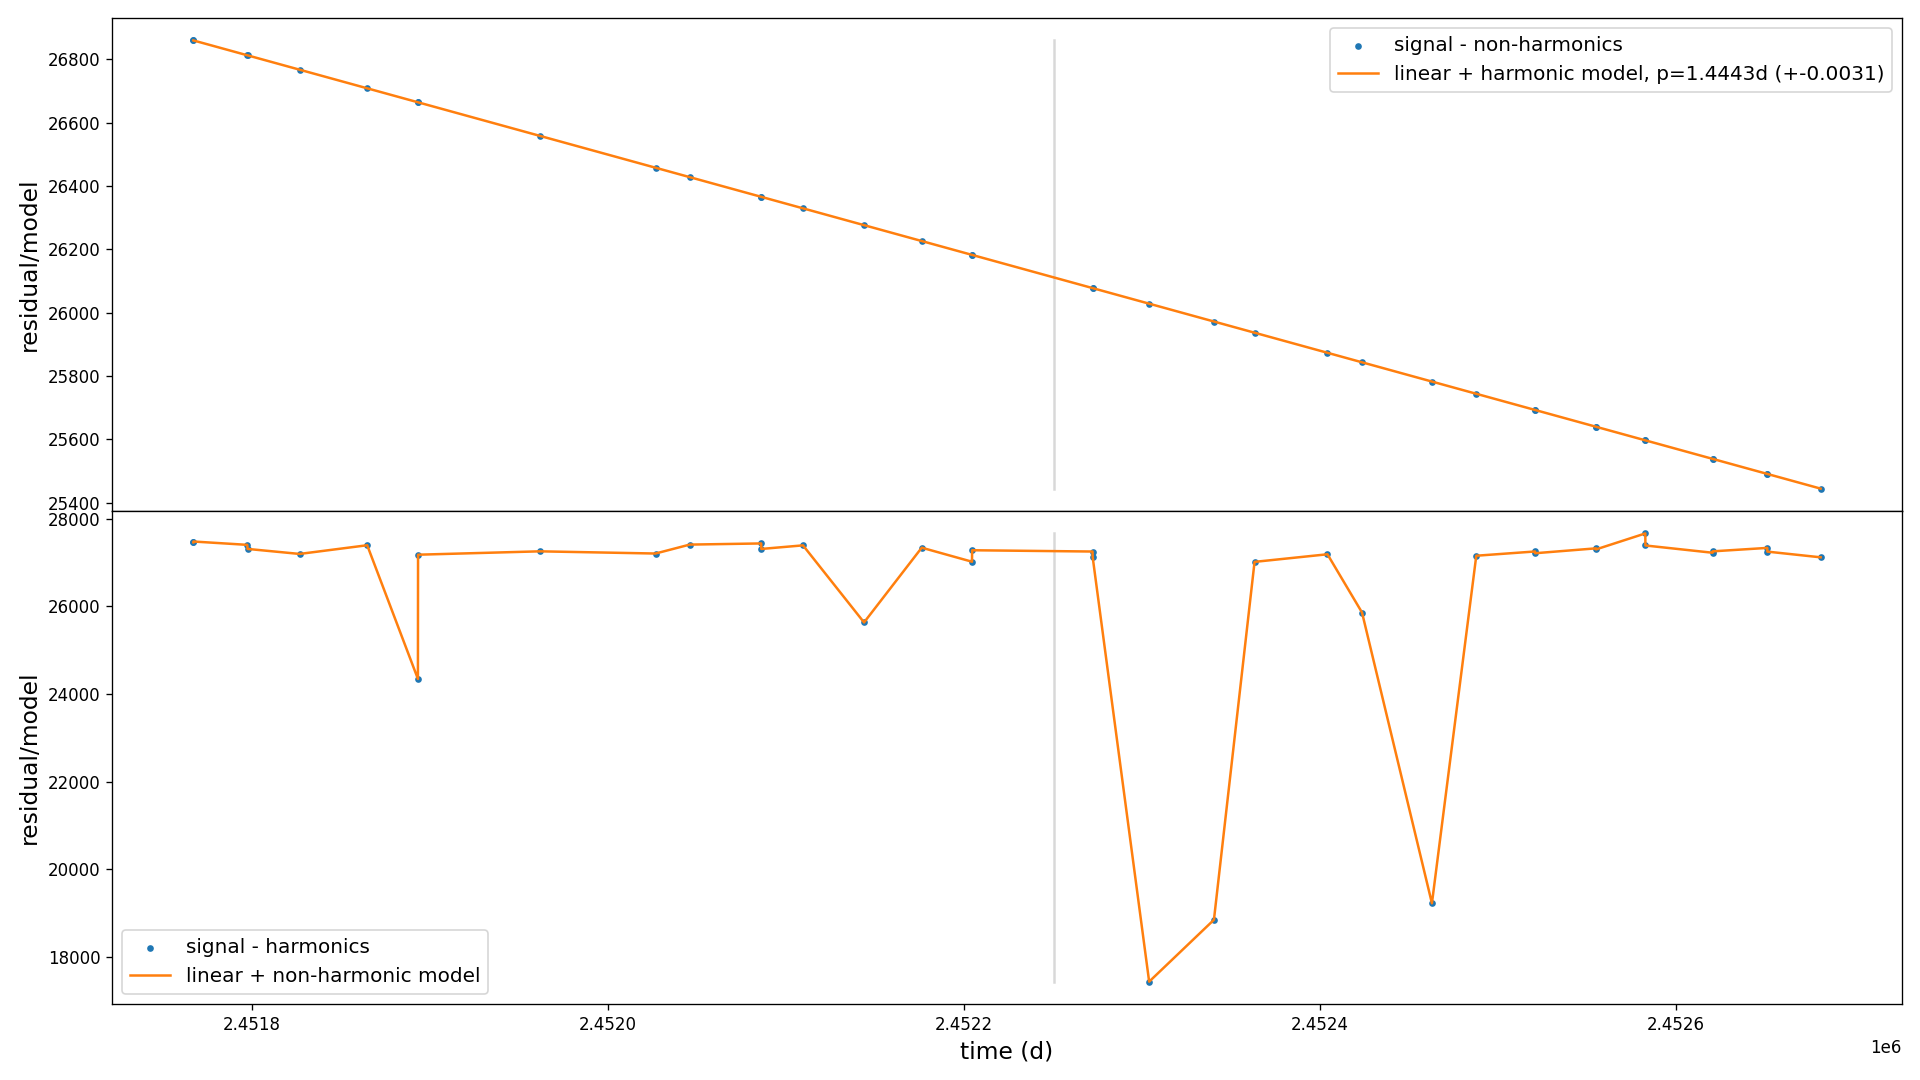 signal - non-harmonics
linear + harmonic model, p=1.4443d (+-0.0031)
residual/model
26800
26600
26400
26200
26000
25800
25600
25400
28000
26000
24000
22000
20000
18000
residual/model
signal - harmonics
linear + non-harmonic model
2.4518
2.4520
2.4522
2.4524
2.4526
time (d)
1e6